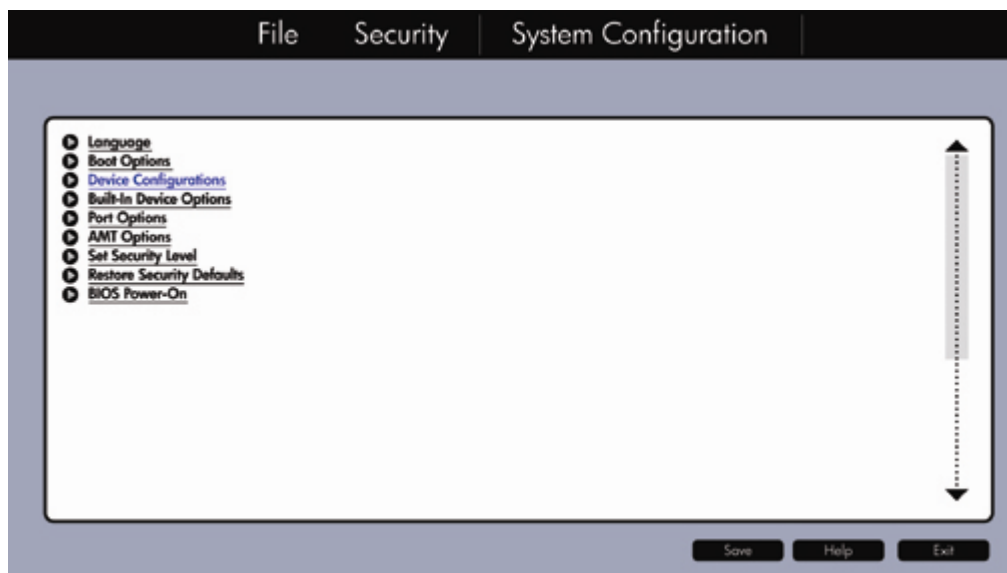 File Security System Configuration
Language
Boot Options
Device Configurations
Built-In Device Options
Port Options
AMT Options
Set Security Level
Restore Security Defaults
BIOS Power-On
Save Help Exit